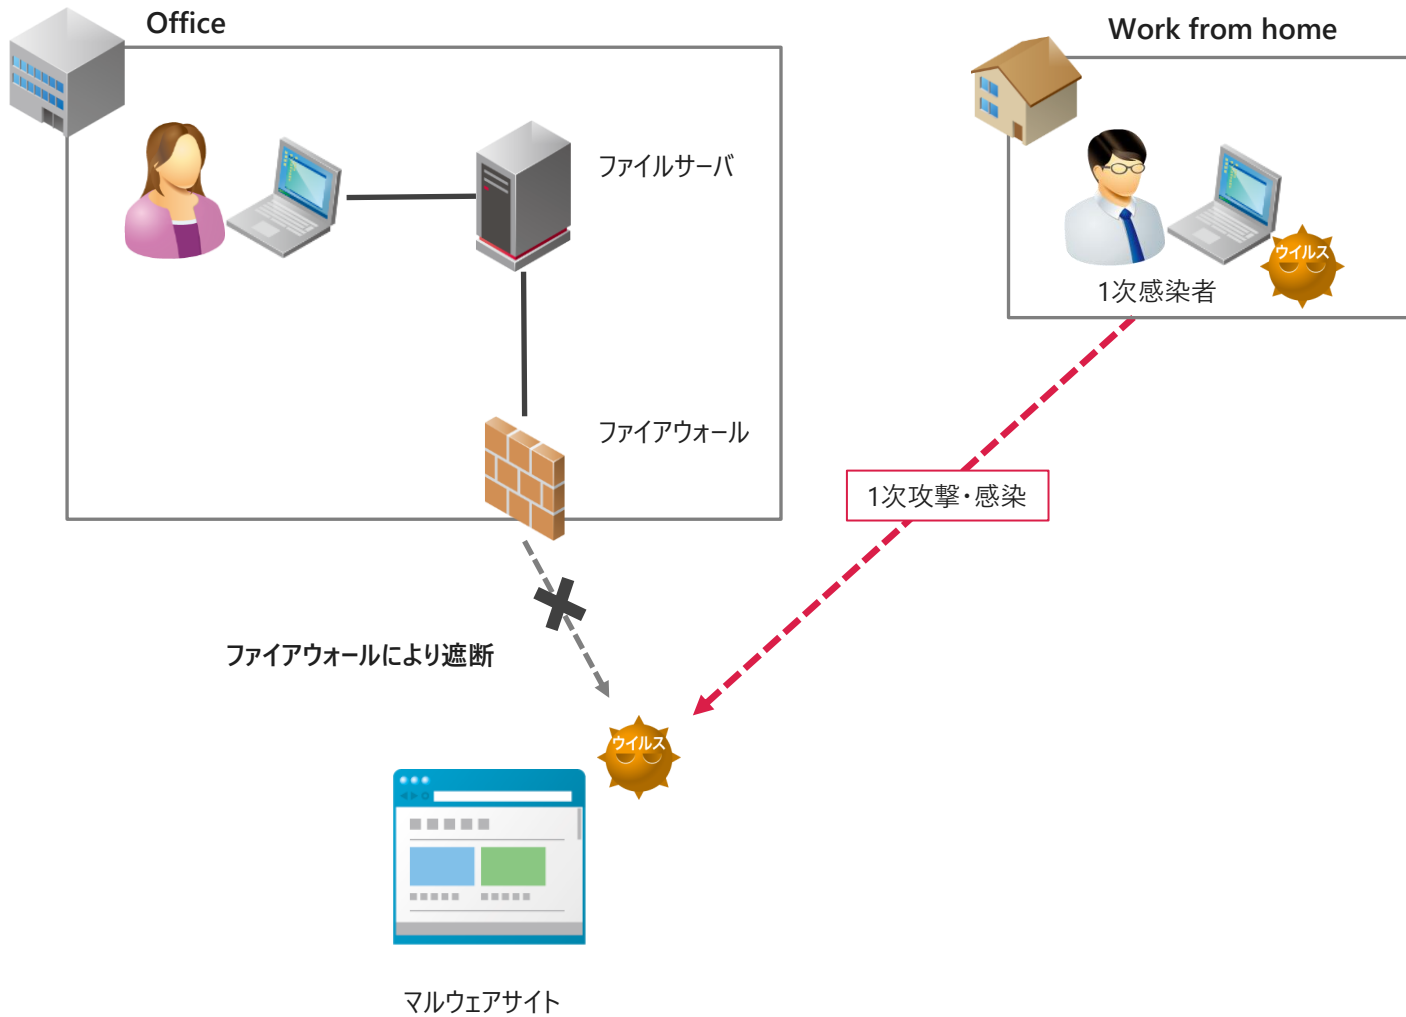 Office
Work from home
ファイルサーバ
ウイルス
1次感染者
ファイアウォール
1次攻撃・感染
ファイアウォールにより遮断
ウイルス
マルウェアサイト